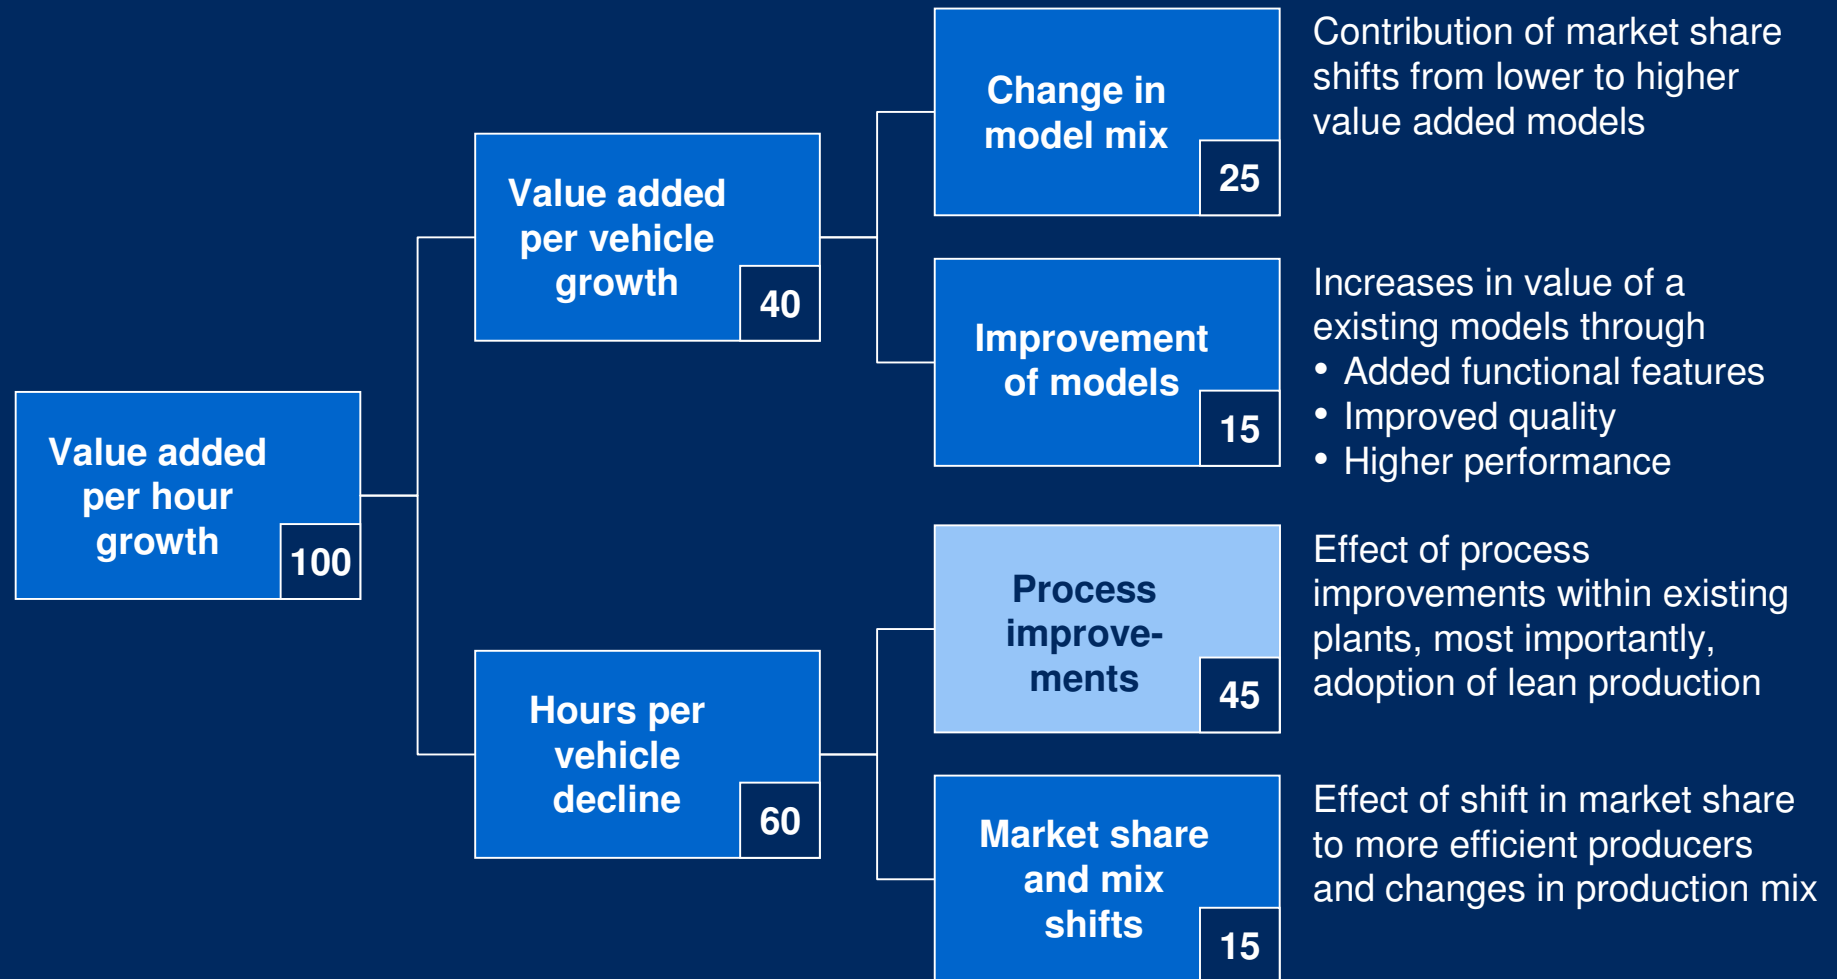 Value added
per hour
growth
100
Value added
per vehicle
growth
40
Hours per
vehicle
decline
60
Change in
model mix
25
Contribution of market share
shifts from lower to higher
value added models
Improvement
of models
15
Increases in value of a
existing models through
• Added functional features
• Improved quality
• Higher performance
Process
improve-
ments
45
Effect of process
improvements within existing
plants, most importantly,
adoption of lean production
Market share
and mix
shifts
15
Effect of shift in market share
to more efficient producers
and changes in production mix